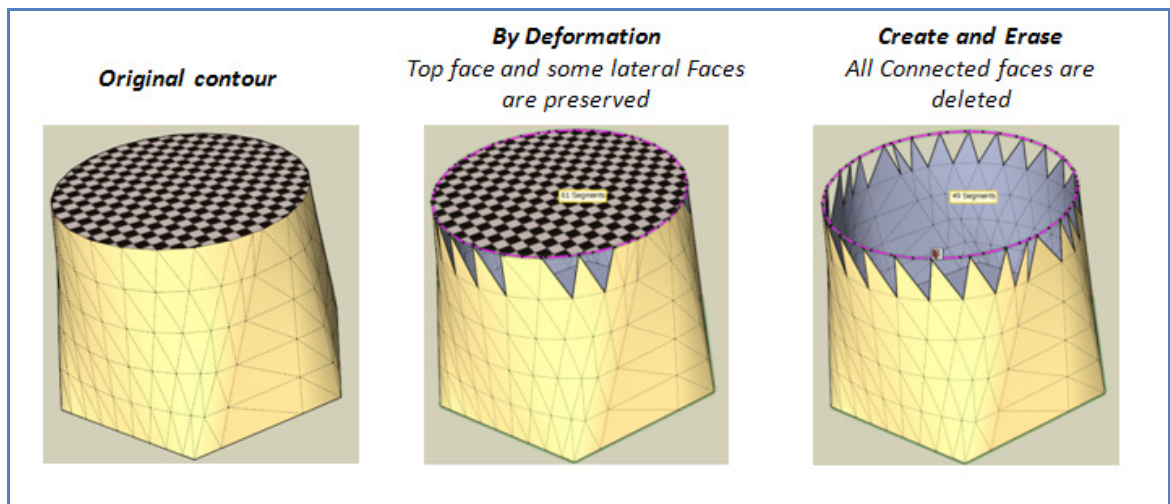 Original contour
By Deformation
Top face and some lateral Faces
are preserved
Create and Erase
All Connected faces are
deleted
61 Segments
49 Segments